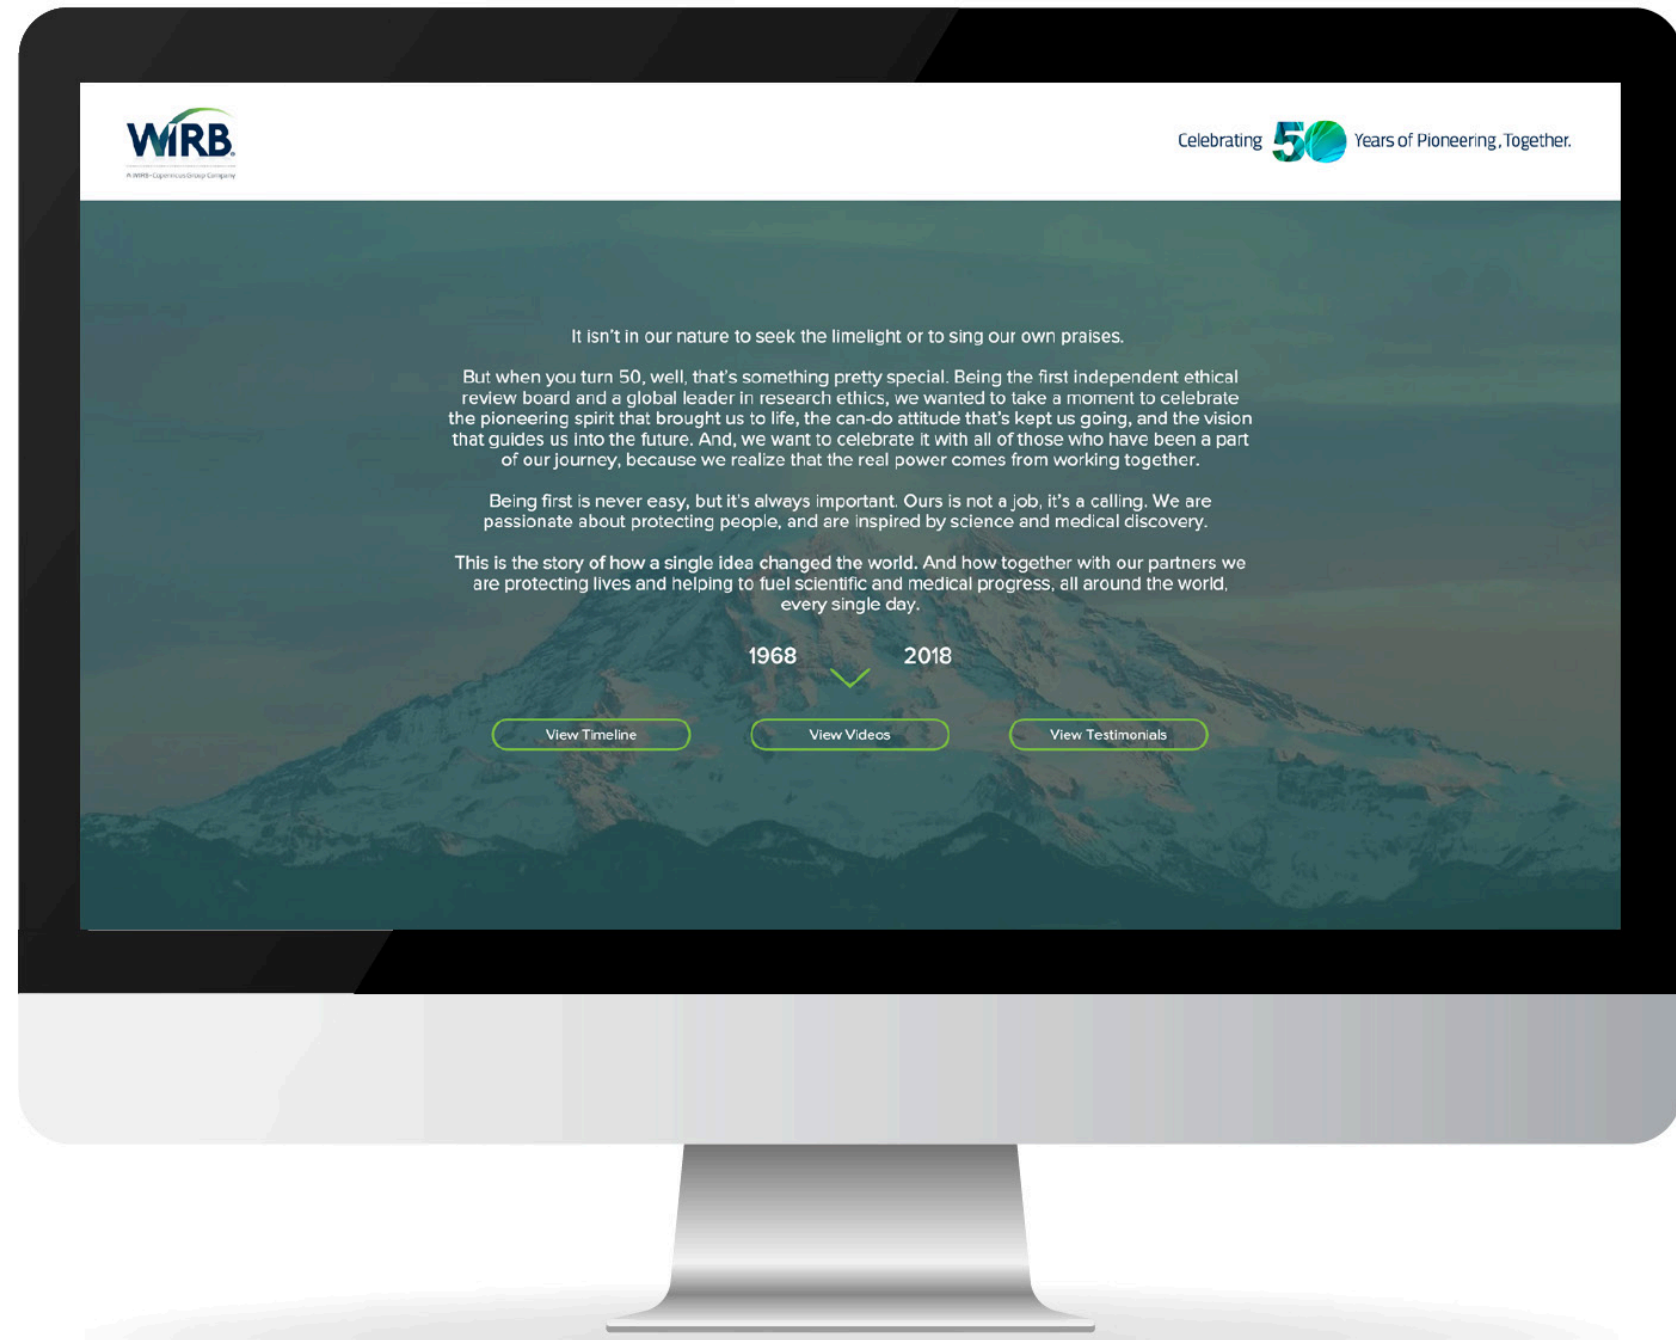 WIRB®
A WIRB-Copernicus Group Company
Celebrating 50 Years of Pioneering, Together.
It isn't in our nature to seek the limelight or to sing our own praises.
But when you turn 50, well, that's something pretty special. Being the first independent ethical
review board and a global leader in research ethics, we wanted to take a moment to celebrate
the pioneering spirit that brought us to life, the can-do attitude that's kept us going, and the vision
that guides us into the future. And, we want to celebrate it with all of those who have been a part
of our journey, because we realize that the real power comes from working together.
Being first is never easy, but it's always important. Ours is not a job, it's a calling. We are
passionate about protecting people, and are inspired by science and medical discovery.
This is the story of how a single idea changed the world. And how together with our partners we
are protecting lives and helping to fuel scientific and medical progress, all around the world,
every single day.
1968 2018
View Timeline View Videos View Testimonials